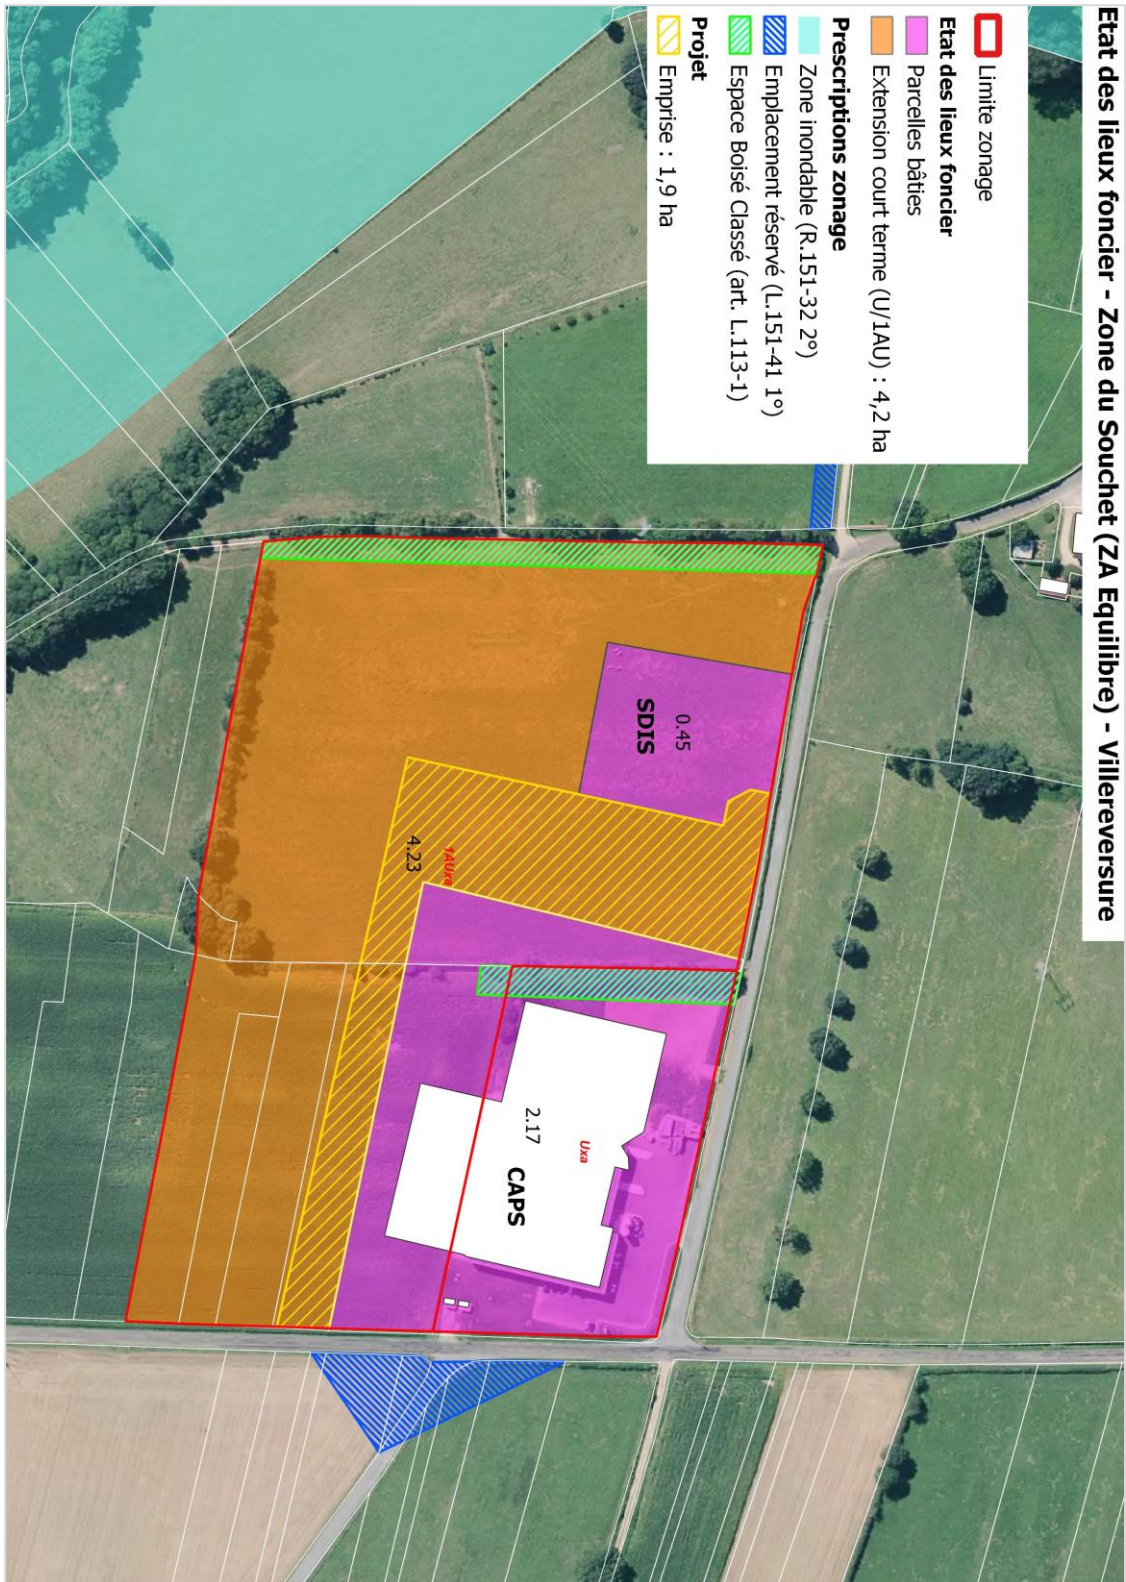 Etat des lieux foncier - Zone du Souchet (ZA Equilibre) - Villereversure
Limite zonage
Etat des lieux foncier
Parcelles bâties
Extension court terme (U/1AU) : 4,2 ha
Prescriptions zonage
Zone inondable (R.151-32 2°)
Emplacement réservé (L.151-41 1°)
Espace Boisé Classé (art. L.113-1)
Projet
Emprise : 1,9 ha
0.45
SDIS
1AUxa
4.23
Uxa
2.17
CAPS